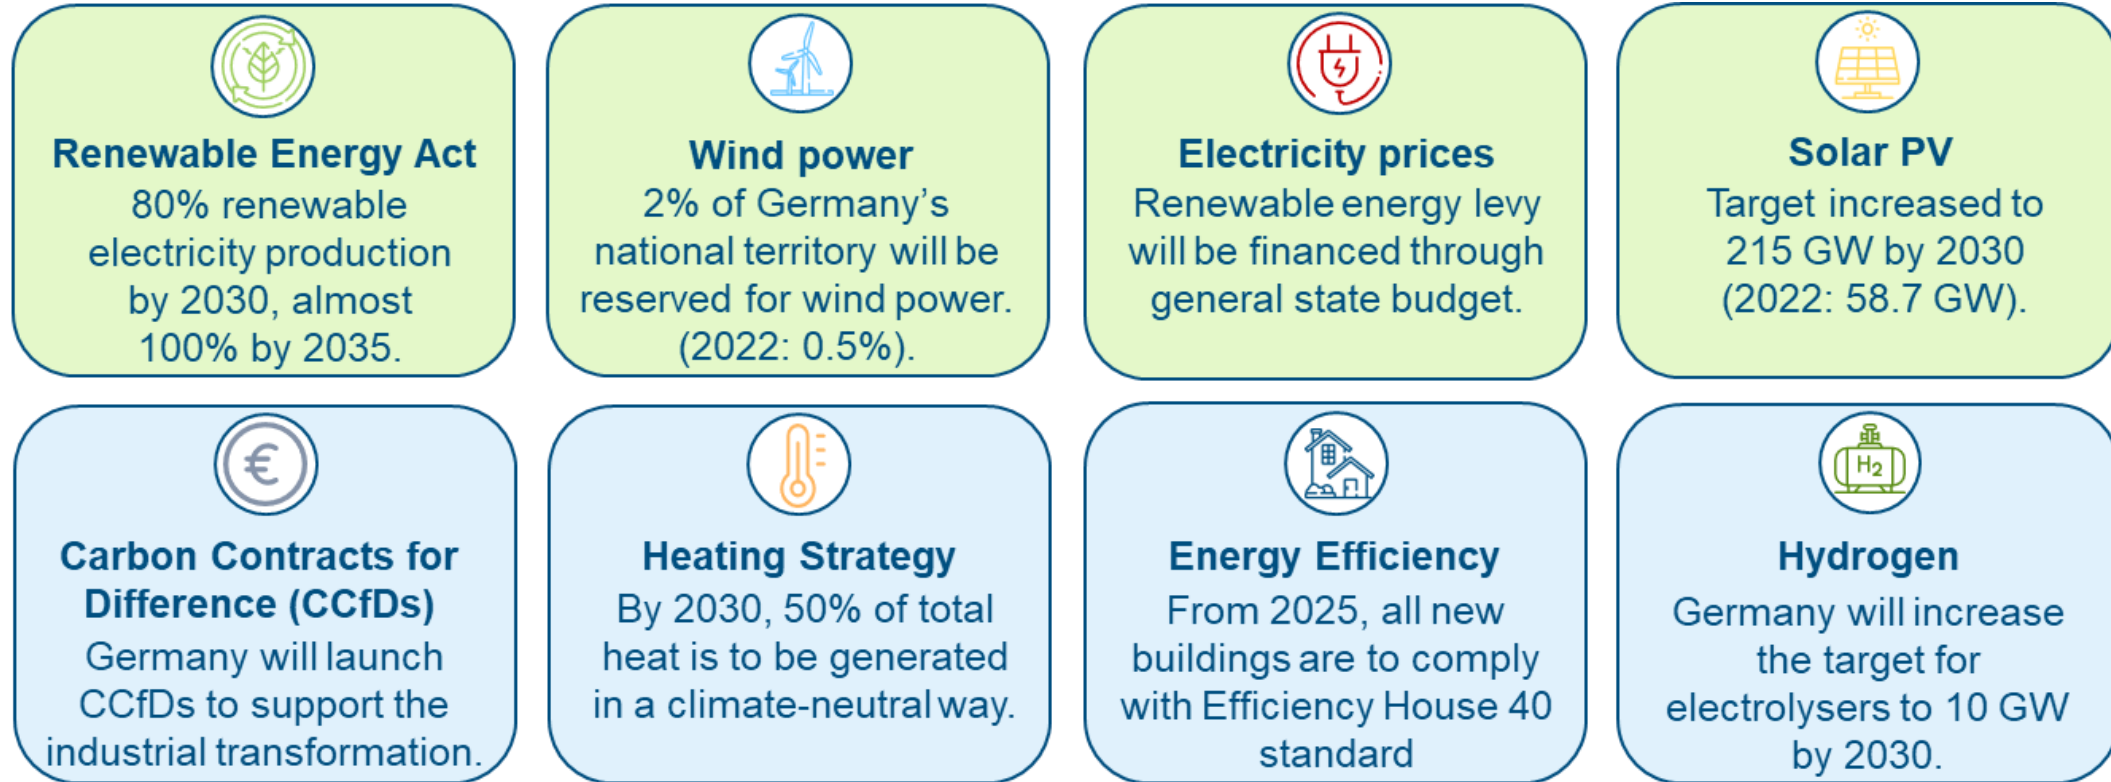 Renewable Energy Act
80% renewable
electricity production
by 2030, almost
100% by 2035.
Wind power
2% of Germany’s
national territory will be
reserved for wind power.
(2022: 0.5%).
Electricity prices
Renewable energy levy
will be financed through
general state budget.
Solar PV
Target increased to
215 GW by 2030
(2022: 58.7 GW).
€
Carbon Contracts for
Difference (CCfDs)
Germany will launch
CCfDs to support the
industrial transformation.
Heating Strategy
By 2030, 50% of total
heat is to be generated
in a climate-neutral way.
Energy Efficiency
From 2025, all new
buildings are to comply
with Efficiency House 40
standard
H2
Hydrogen
Germany will increase
the target for
electrolysers to 10 GW
by 2030.